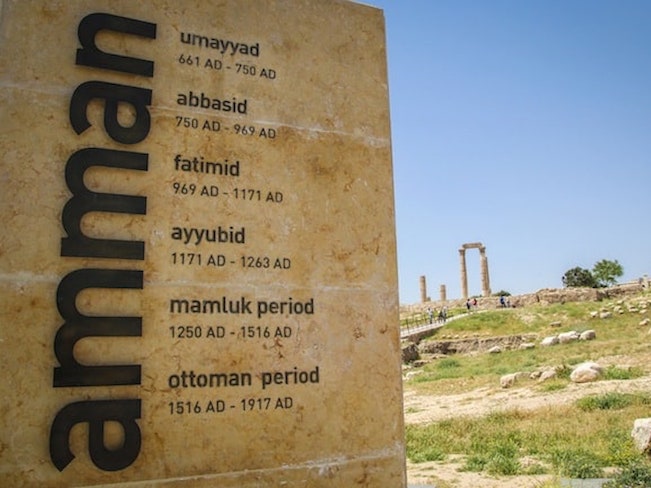 amman
umayyad
661 AD - 750 AD
abbasid
750 AD - 969 AD
fatimid
969 AD - 1171 AD
ayyubid
1171 AD - 1263 AD
mamluk period
1250 AD - 1516 AD
ottoman period
1516 AD - 1917 AD